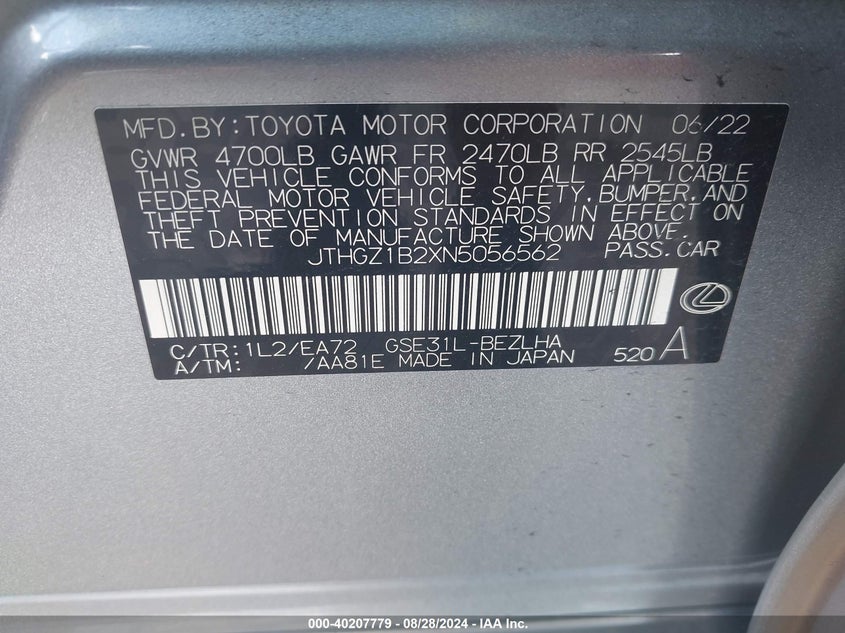 MFD.BY:TOYOTA MOTOR CORPORATION 06/22
GVWR 4700LB GAWR FR 2470LB RR 2545LB
THIS VEHICLE CONFORMS TO ALL APPLICABLE
FEDERAL MOTOR VEHICLE SAFETY,BUMPER,AND
THEFT PREVENTION STANDARDS IN EFFECT ON
THE DATE OF MANUFACTURE SHOWN ABOVE.
JTHGZ1B2XN5056562 PASS.CAR
C/TR:1L2/EA72 GSE31L-BEZLHA
A/TM: /AA81E MADE IN JAPAN 520 A
000-40207779 - 08/28/2024 - IAA Inc.